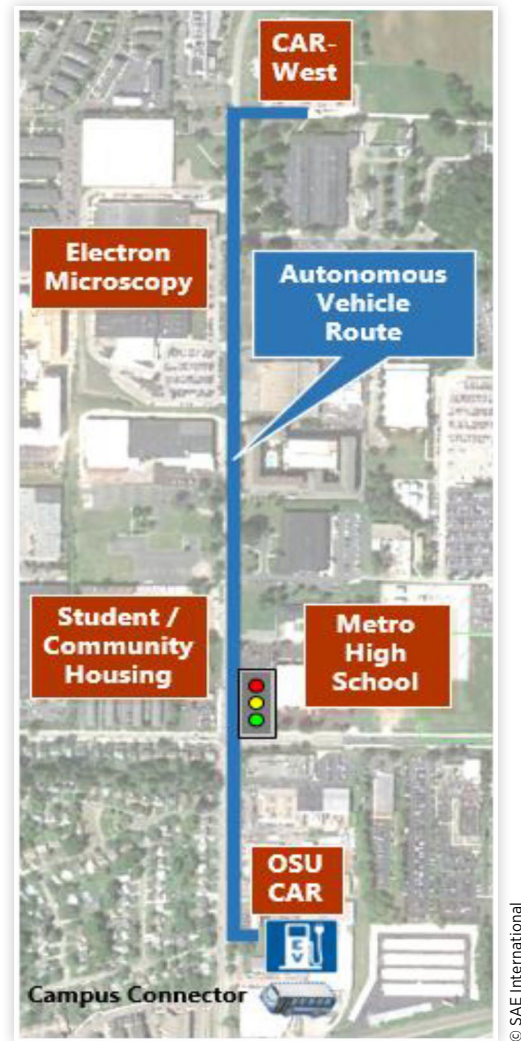 CAR-
West
Electron
Microscopy
Autonomous
Vehicle
Route
Student /
Community
Housing
Metro
High
School
OSU
CAR
EV
Campus Connector
© SAE International